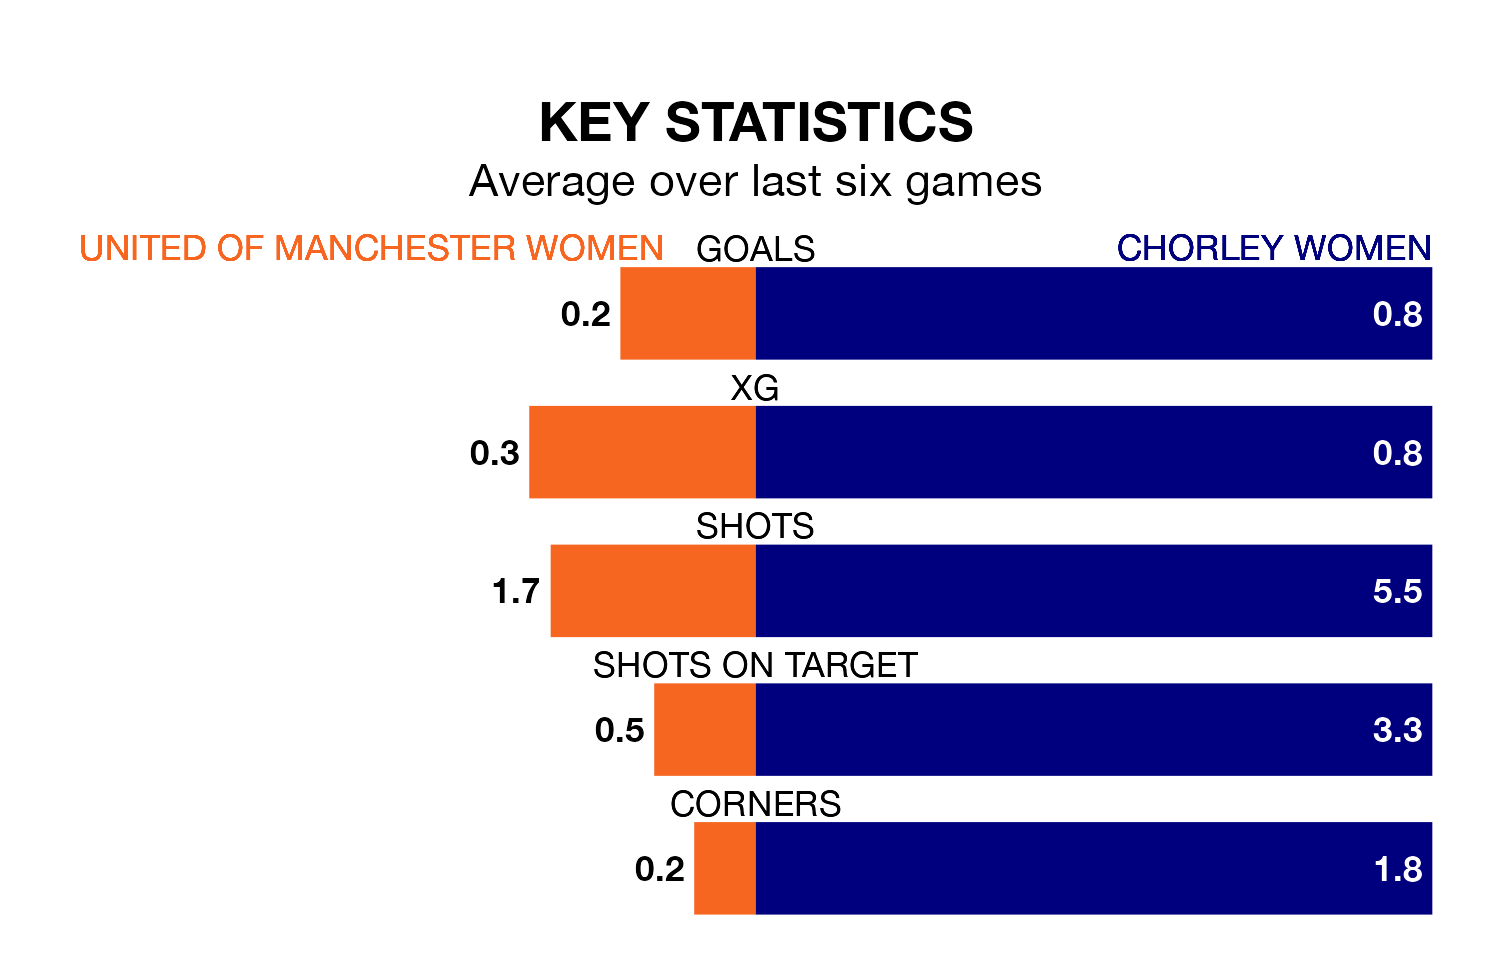 KEY STATISTICS
Average over last six games
UNITED OF MANCHESTER WOMEN GOALS CHORLEY WOMEN
0.2 0.8
XG
0.3 0.8
SHOTS
1.7 5.5
SHOTS ON TARGET
0.5 3.3
CORNERS
0.2 1.8